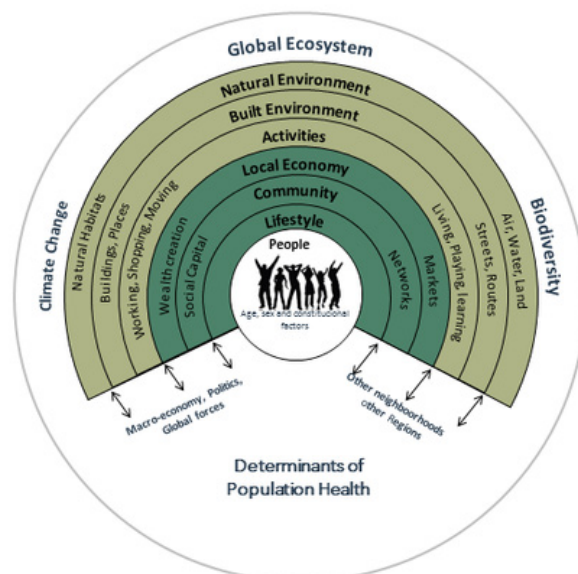 Global Ecosystem
Natural Environment
Built Environment
Activities
Local Economy
Community
Lifestyle
People
Age, sex and constitutional
factors
Climate Change
Natural Habitats
Buildings, Places
Working, Shopping, Moving
Wealth creation
Social Capital
Networks
Markets
Living, Playing, learning
Streets, Routes
Air, Water, Land
Biodiversity
Macro-economy, Politics,
Global forces
Other neighborhoods
other Regions
Determinants of
Population Health